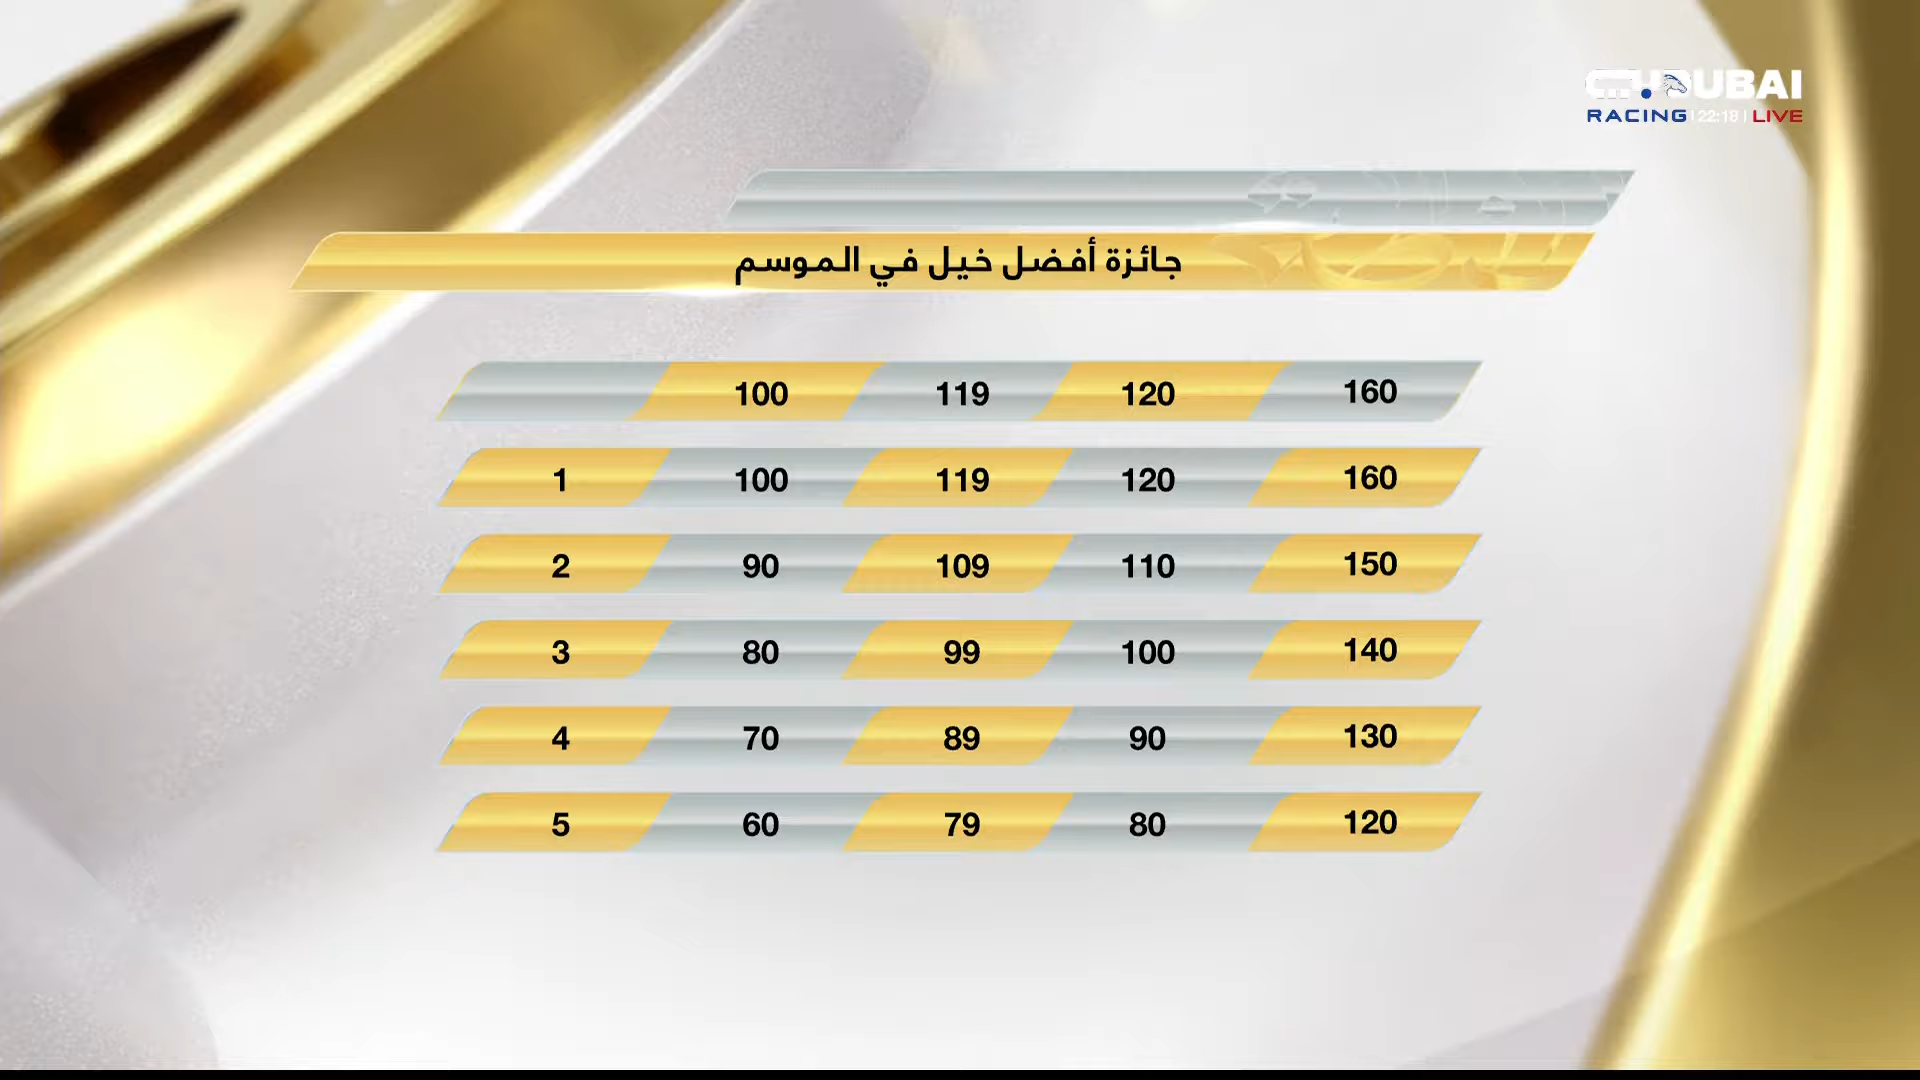 DUBAI
RACING | 22:18 | LIVE
جائزة أفضل خيل في الموسم
100 119 120 160
1 100 119 120 160
2 90 109 110 150
3 80 99 100 140
4 70 89 90 130
5 60 79 80 120